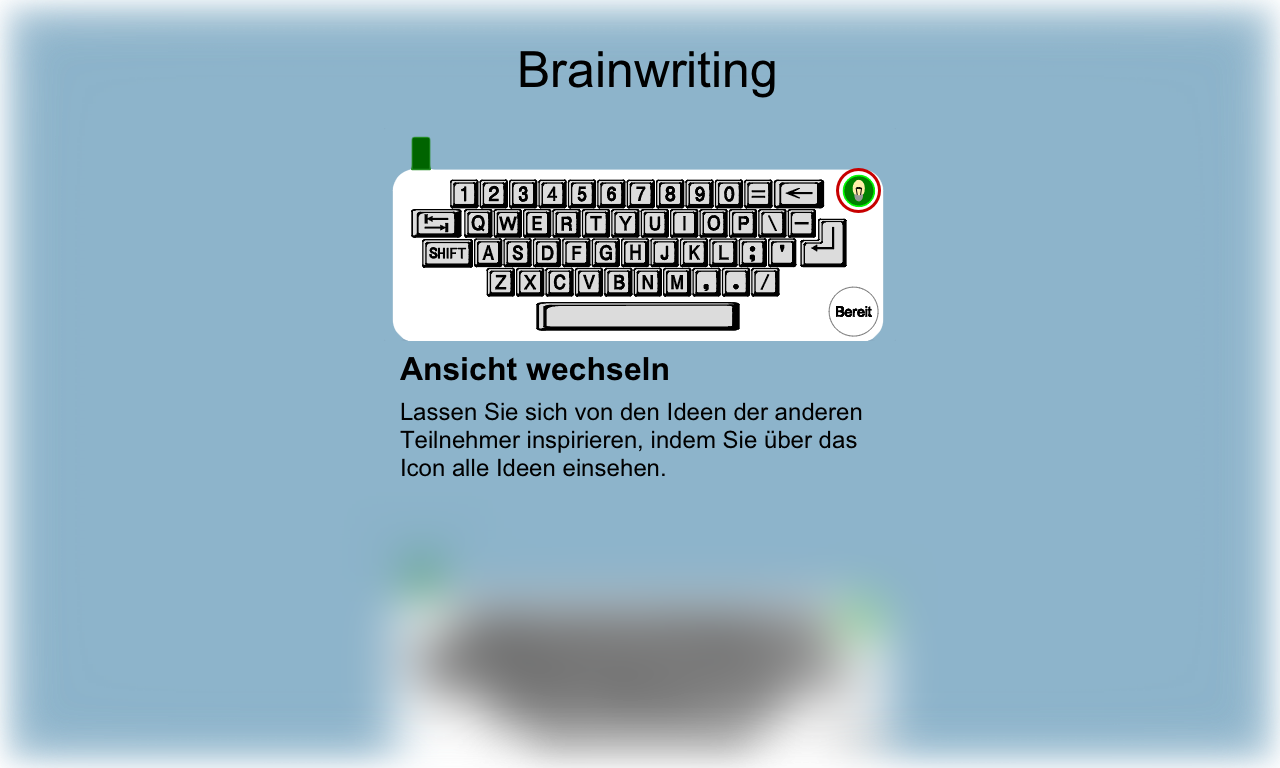 Brainwriting
1 2 3 4 5 6 7 8 9 0 =
Q W E R T Y U I O P \ –
SHIFT A S D F G H J K L ; '
Z X C V B N M , . /
Bereit
Ansicht wechseln
Lassen Sie sich von den Ideen der anderen
Teilnehmer inspirieren, indem Sie über das
Icon alle Ideen einsehen.